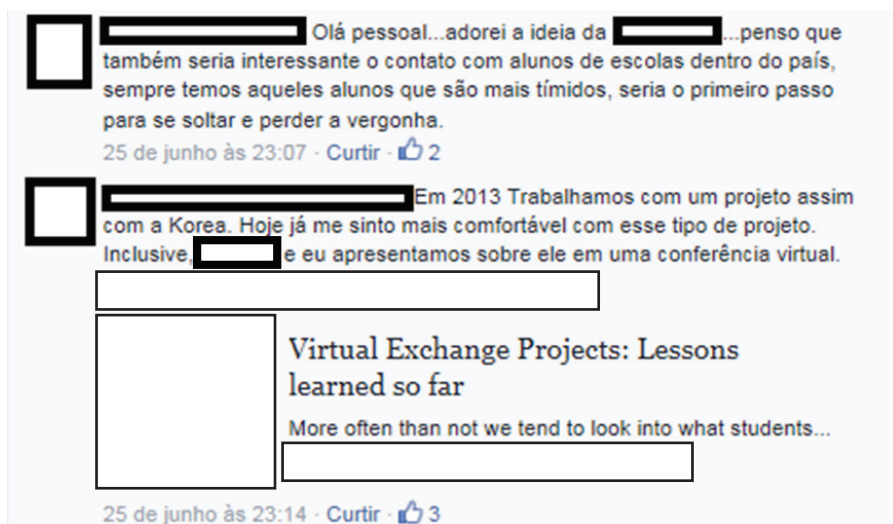 Olá pessoal...adorei a ideia da ...penso que
também seria interessante o contato com alunos de escolas dentro do país,
sempre temos aqueles alunos que são mais tímidos, seria o primeiro passo
para se soltar e perder a vergonha.
25 de junho às 23:07 · Curtir · 2
Em 2013 Trabalhamos com um projeto assim
com a Korea. Hoje já me sinto mais comfortável com esse tipo de projeto.
Inclusive, e eu apresentamos sobre ele em uma conferência virtual.
Virtual Exchange Projects: Lessons
learned so far
More often than not we tend to look into what students...
25 de junho às 23:14 · Curtir · 3